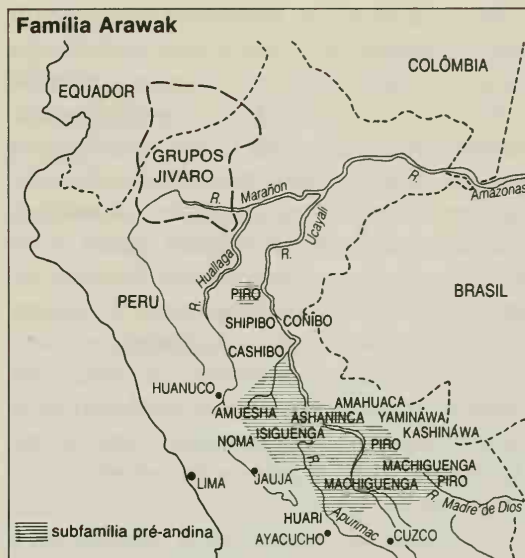 Família Arawak
COLÔMBIA
EQUADOR
GRUPOS
JIVARO
R. Marañon
R. Amazonas
R. Ucayali
R. Huallaga
PERU
BRASIL
PIRO
SHIPIBO CONIBO
CASHIBO
HUANUCO
AMAHUACA
AMUESHA
ASHANINCA
YAMINAWA
KASHINAWA
NOMA
ISIGUENGA
PIRO
R. Apurimac
MACHIGUENGA
PIRO
LIMA
JAUJA
MACHIGUENGA
R. Madre de Dios
HUARI
AYACUCHO
CUZCO
subfamília pré-andina